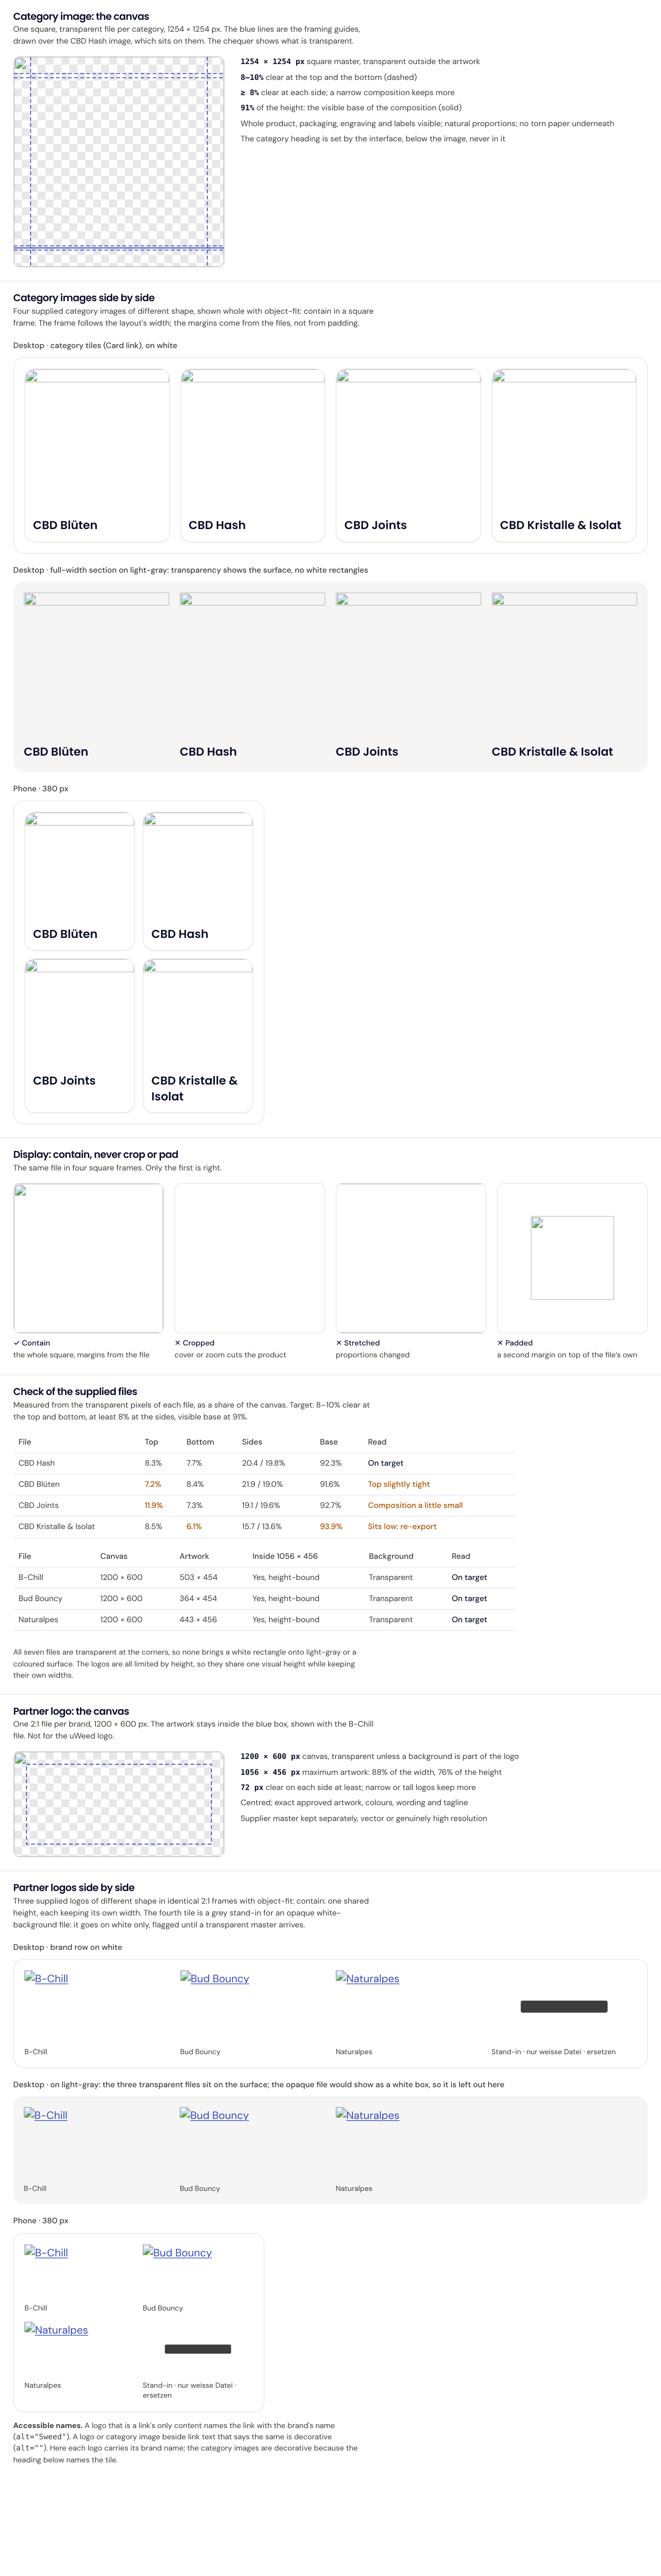 Category image: the canvas
One square, transparent file per category, 1254 × 1254 px. The blue lines are the framing guides,
drawn over the CBD Hash image, which sits on them. The chequer shows what is transparent.
1254 × 1254 px square master, transparent outside the artwork
8–10% clear at the top and the bottom (dashed)
≥ 8% clear at each side; a narrow composition keeps more
91% of the height: the visible base of the composition (solid)
Whole product, packaging, engraving and labels visible; natural proportions; no torn paper underneath
The category heading is set by the interface, below the image, never in it
Category images side by side
Four supplied category images of different shape, shown whole with object-fit: contain in a square
frame. The frame follows the layout's width; the margins come from the files, not from padding.
Desktop · category tiles (Card link), on white
CBD Blüten
CBD Hash
CBD Joints
CBD Kristalle & Isolat
Desktop · full-width section on light-gray: transparency shows the surface, no white rectangles
CBD Blüten
CBD Hash
CBD Joints
CBD Kristalle & Isolat
Phone · 380 px
CBD Blüten
CBD Hash
CBD Joints
CBD Kristalle &
Isolat
Display: contain, never crop or pad
The same file in four square frames. Only the first is right.
✓ Contain
the whole square, margins from the file
✕ Cropped
cover or zoom cuts the product
✕ Stretched
proportions changed
✕ Padded
a second margin on top of the file's own
Check of the supplied files
Measured from the transparent pixels of each file, as a share of the canvas. Target: 8–10% clear at
the top and bottom, at least 8% at the sides, visible base at 91%.
File Top Bottom Sides Base Read
CBD Hash 8.3% 7.7% 20.4 / 19.8% 92.3% On target
CBD Blüten 7.2% 8.4% 21.9 / 19.0% 91.6% Top slightly tight
CBD Joints 11.9% 7.3% 19.1 / 19.6% 92.7% Composition a little small
CBD Kristalle & Isolat 8.5% 6.1% 15.7 / 13.6% 93.9% Sits low: re-export
File Canvas Artwork Inside 1056 × 456 Background Read
B-Chill 1200 × 600 503 × 454 Yes, height-bound Transparent On target
Bud Bouncy 1200 × 600 364 × 454 Yes, height-bound Transparent On target
Naturalpes 1200 × 600 443 × 456 Yes, height-bound Transparent On target
All seven files are transparent at the corners, so none brings a white rectangle onto light-gray or a
coloured surface. The logos are all limited by height, so they share one visual height while keeping
their own widths.
Partner logo: the canvas
One 2:1 file per brand, 1200 × 600 px. The artwork stays inside the blue box, shown with the B-Chill
file. Not for the uWeed logo.
1200 × 600 px canvas, transparent unless a background is part of the logo
1056 × 456 px maximum artwork: 88% of the width, 76% of the height
72 px clear on each side at least; narrow or tall logos keep more
Centred; exact approved artwork, colours, wording and tagline
Supplier master kept separately, vector or genuinely high resolution
Partner logos side by side
Three supplied logos of different shape in identical 2:1 frames with object-fit: contain: one shared
height, each keeping its own width. The fourth tile is a grey stand-in for an opaque white-
background file: it goes on white only, flagged until a transparent master arrives.
Desktop · brand row on white
B-Chill
Bud Bouncy
Naturalpes
B-Chill
Bud Bouncy
Naturalpes
Stand-in · nur weisse Datei · ersetzen
Desktop · on light-gray: the three transparent files sit on the surface; the opaque file would show as a white box, so it is left out here
B-Chill
Bud Bouncy
Naturalpes
B-Chill
Bud Bouncy
Naturalpes
Phone · 380 px
B-Chill
Bud Bouncy
B-Chill
Bud Bouncy
Naturalpes
Naturalpes
Stand-in · nur weisse Datei ·
ersetzen
Accessible names. A logo that is a link's only content names the link with the brand's name
(alt="Sweed"). A logo or category image beside link text that says the same is decorative
(alt=""). Here each logo carries its brand name; the category images are decorative because the
heading below names the tile.